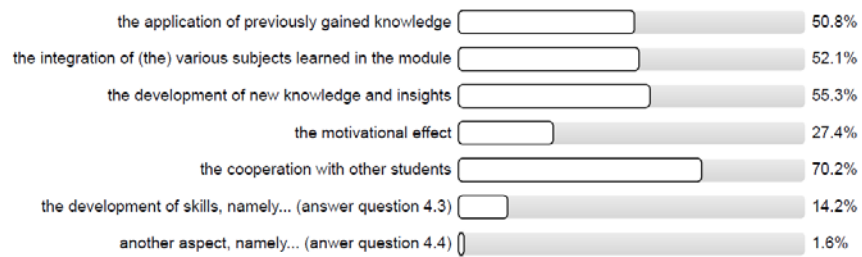 the application of previously gained knowledge 50.8%
the integration of (the) various subjects learned in the module 52.1%
the development of new knowledge and insights 55.3%
the motivational effect 27.4%
the cooperation with other students 70.2%
the development of skills, namely... (answer question 4.3) 14.2%
another aspect, namely... (anwer question 4.4) 1.6%